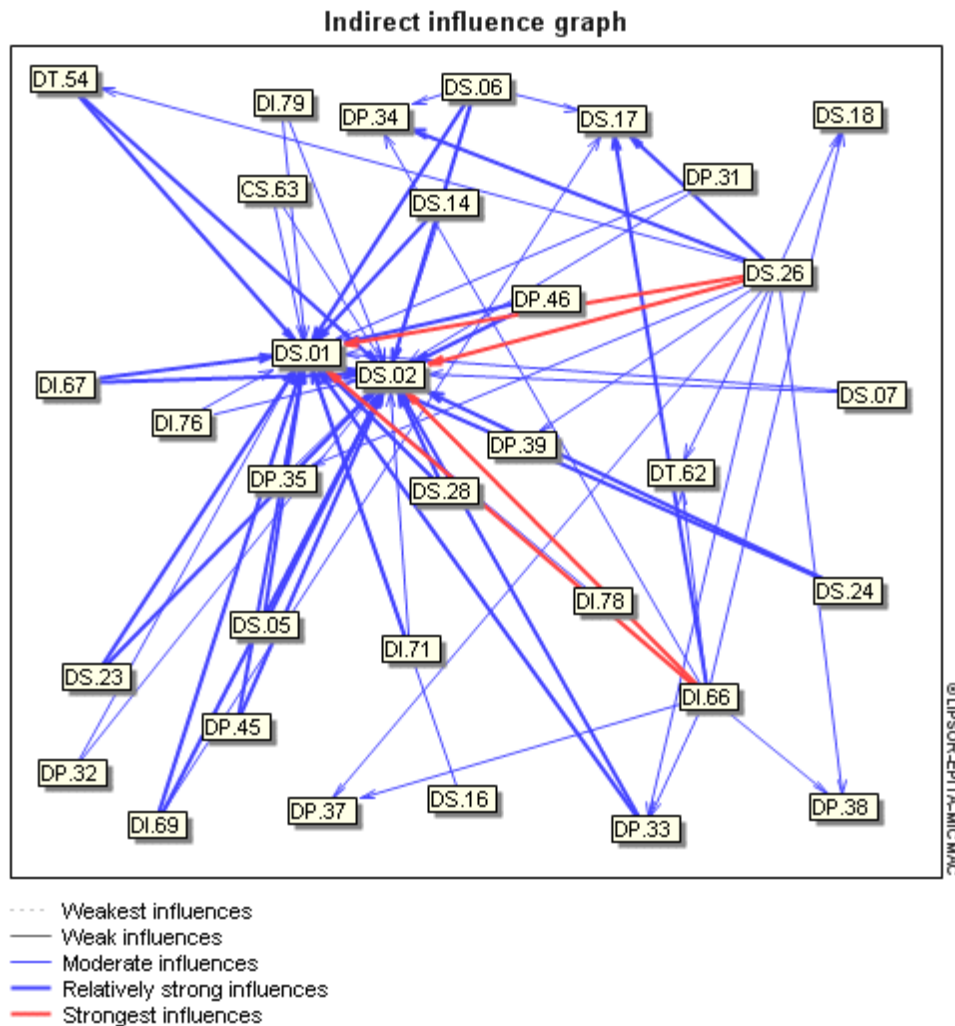 Indirect influence graph
DT.54
DI.79
DS.06
DP.34
DS.17
DS.18
CS.63
DS.14
DP.31
DS.26
DP.46
DS.01
DS.02
DI.67
DS.07
DI.76
DP.39
DP.35
DS.28
DT.62
DI.78
DS.24
DS.05
DI.71
DS.23
DI.66
DP.45
DP.32
DP.37
DS.16
DP.38
DI.69
DP.33
© LIPSOR-EPITA-MICMAC
Weakest influences
Weak influences
Moderate influences
Relatively strong influences
Strongest influences